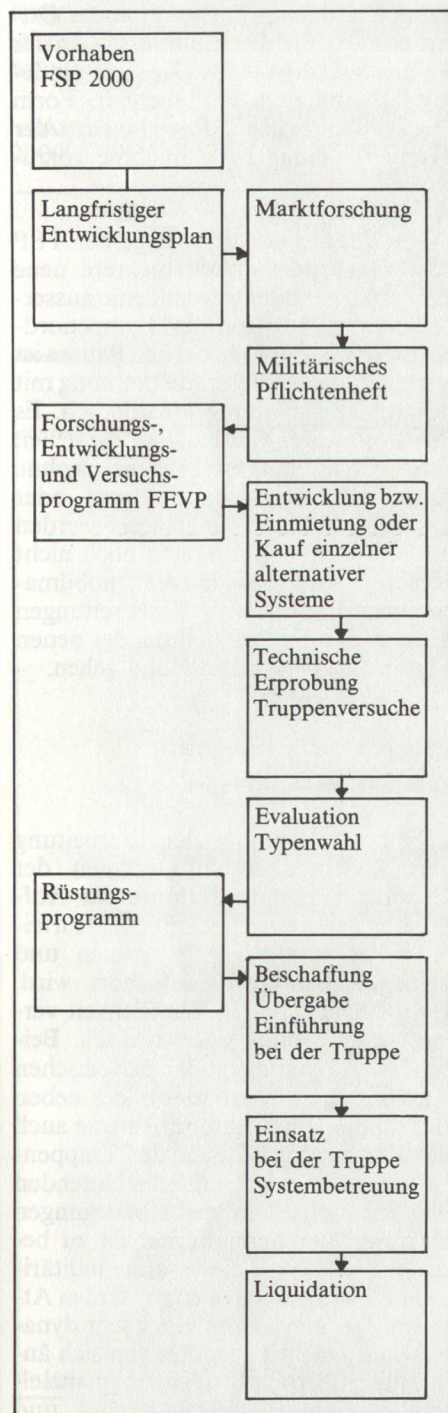 Vorhaben
FSP 2000
Langfristiger
Entwicklungsplan
Marktforschung
Militärisches
Pflichtenheft
Forschungs-,
Entwicklungs-
und Versuchs-
programm FEVP
Entwicklung bzw.
Einmietung oder
Kauf einzelner
alternativer
Systeme
Technische
Erprobung
Truppenversuche
Evaluation
Typenwahl
Rüstungs-
programm
Beschaffung
Übergabe
Einführung
bei der Truppe
Einsatz
bei der Truppe
Systembetreuung
Liquidation